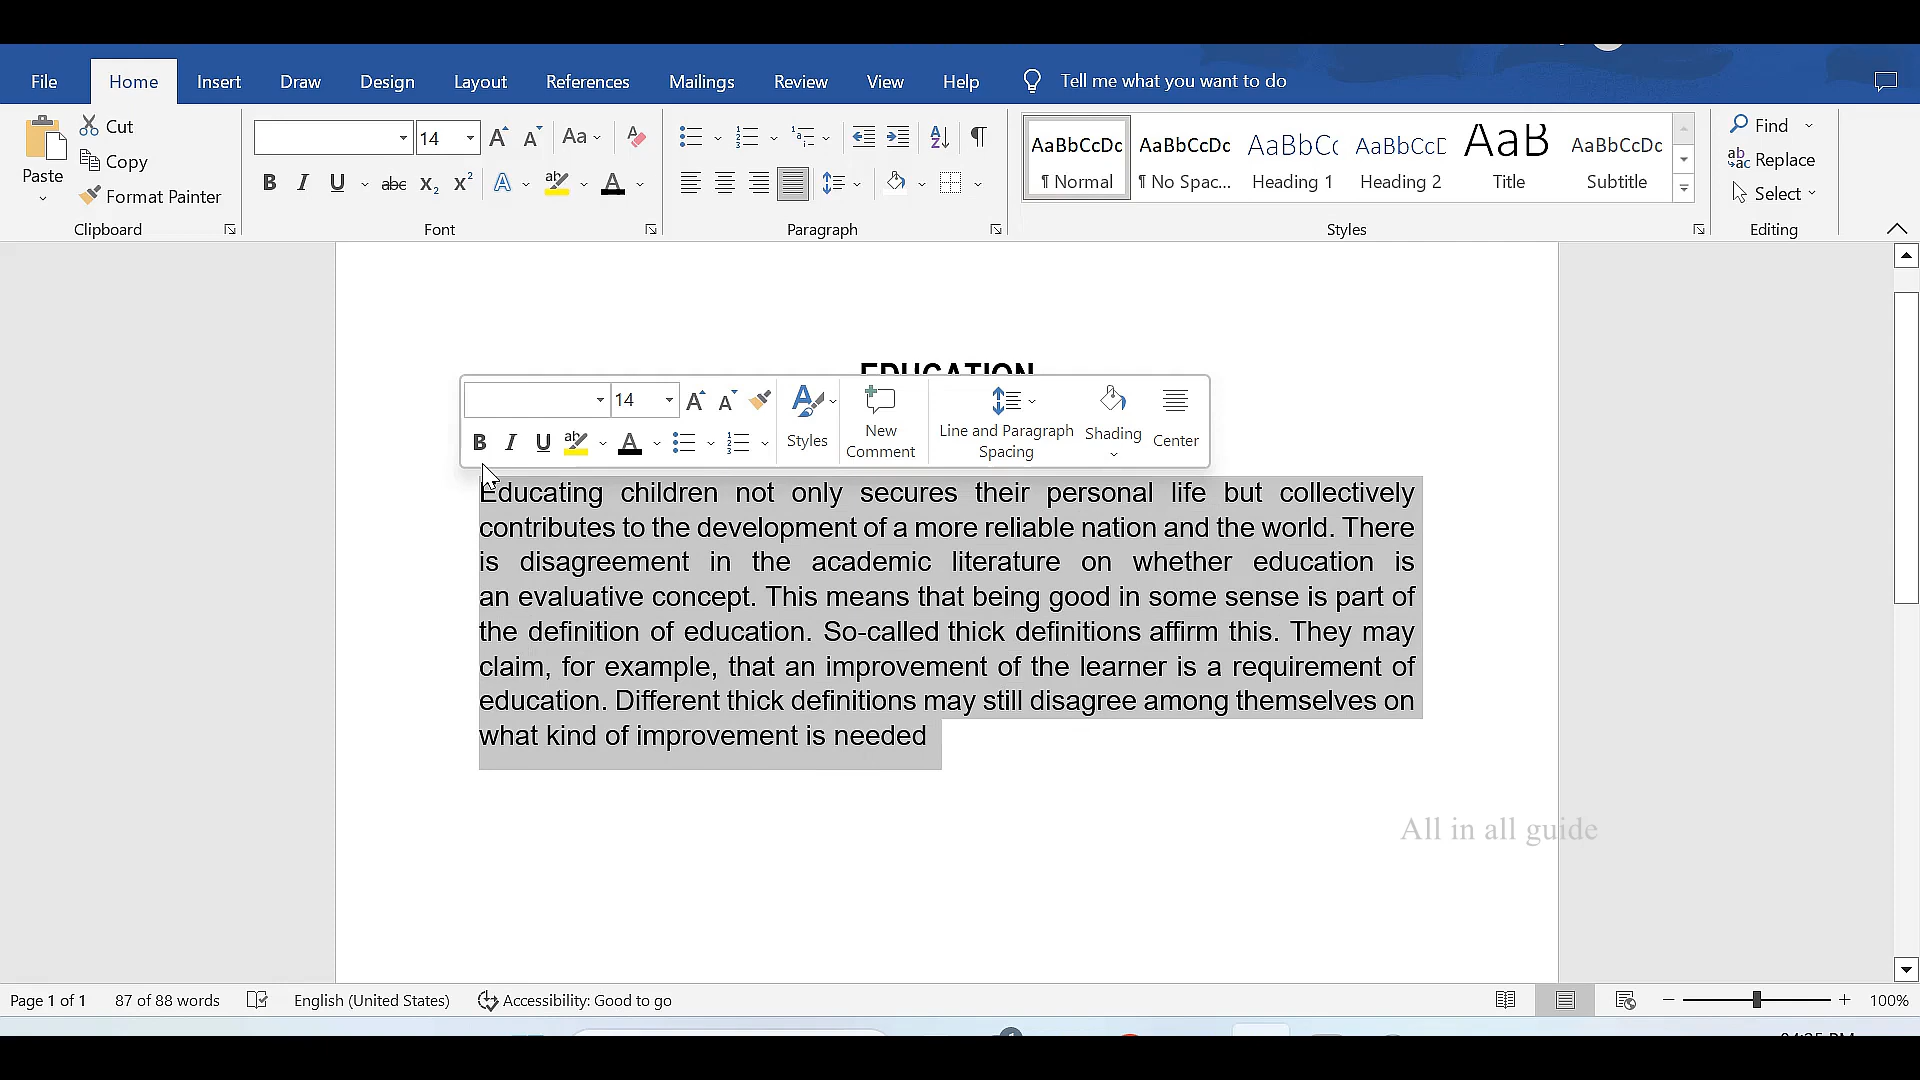 File Home Insert Draw Design Layout References Mailings Review View Help Tell me what you want to do
Paste
Cut
Copy
Format Painter
Clipboard
14
Aa
B I U abc X₂ X²
Font
Paragraph
AaBbCcDc AaBbCcDc AaBbCc AaBbCcD AaB AaBbCcDc
¶ Normal ¶ No Spac... Heading 1 Heading 2 Title Subtitle
Styles
Find
Replace
Select
Editing
EDUCATION
14
B I U
Styles
New
Comment
Line and Paragraph
Spacing
Shading
Center
Educating children not only secures their personal life but collectively
contributes to the development of a more reliable nation and the world. There
is disagreement in the academic literature on whether education is
an evaluative concept. This means that being good in some sense is part of
the definition of education. So-called thick definitions affirm this. They may
claim, for example, that an improvement of the learner is a requirement of
education. Different thick definitions may still disagree among themselves on
what kind of improvement is needed
All in all guide
Page 1 of 1 87 of 88 words English (United States) Accessibility: Good to go 100%